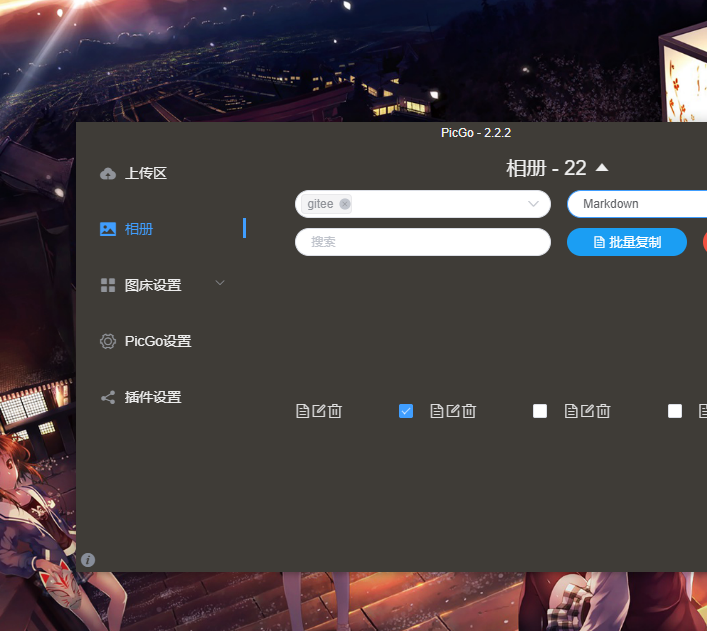 PicGo - 2.2.2
上传区
相册 - 22
相册
gitee
Markdown
搜索
批量复制
图床设置
PicGo设置
插件设置